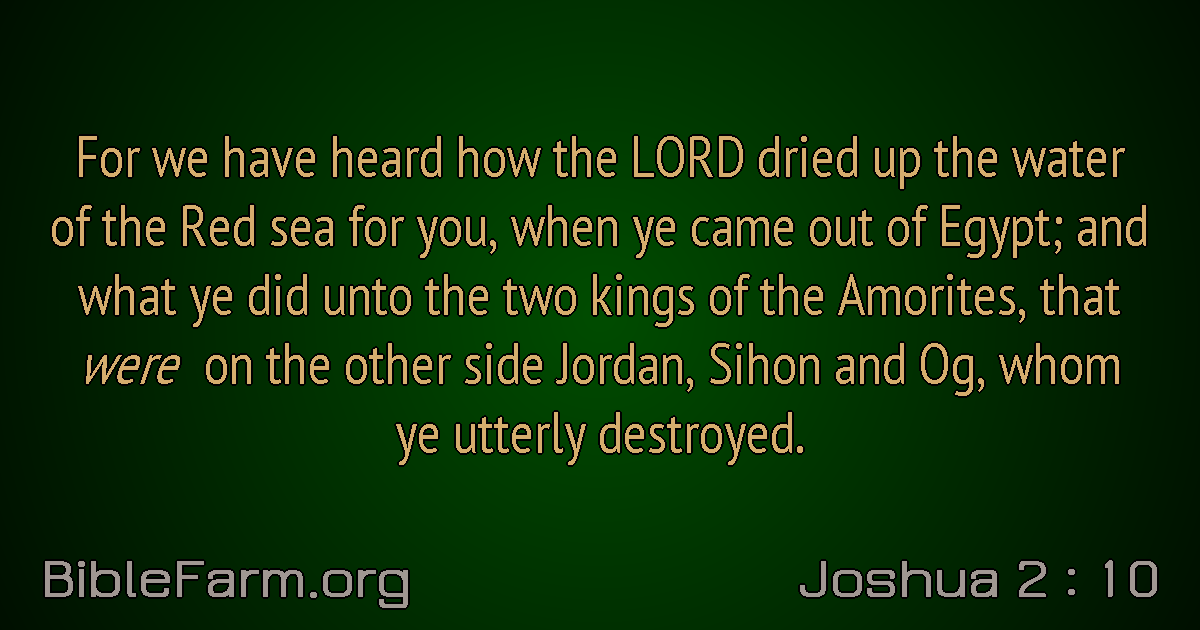 For we have heard how the LORD dried up the water
of the Red sea for you, when ye came out of Egypt; and
what ye did unto the two kings of the Amorites, that
were on the other side Jordan, Sihon and Og, whom
ye utterly destroyed.
BibleFarm.org
Joshua 2 : 10